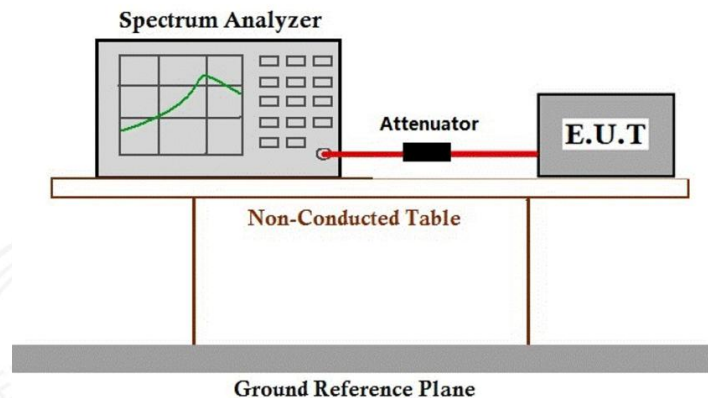 Spectrum Analyzer
Attenuator
E.U.T
Non-Conducted Table
Ground Reference Plane